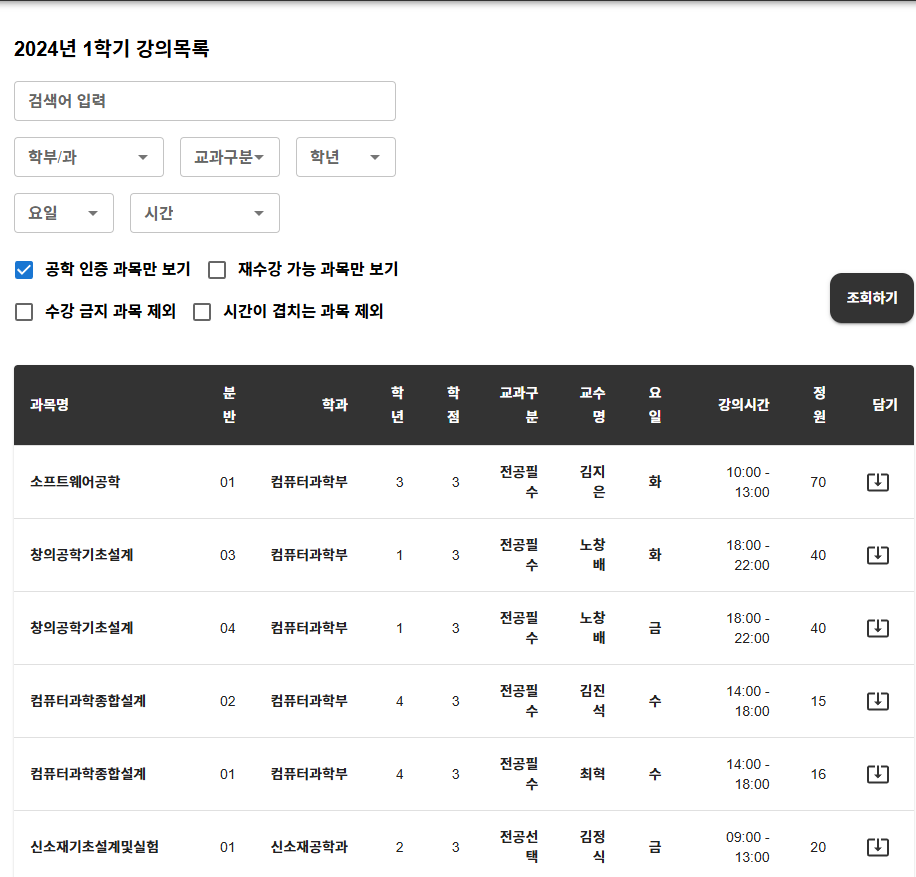 2024년 1학기 강의목록
검색어 입력
학부/과 교과구분 학년
요일 시간
공학 인증 과목만 보기 재수강 가능 과목만 보기
수강 금지 과목 제외 시간이 겹치는 과목 제외
조회하기
과목명 분반 학과 학년 학점 교과구분 교수명 요일 강의시간 정원 담기
소프트웨어공학 01 컴퓨터과학부 3 3 전공필수 김지은 화 10:00 - 13:00 70
창의공학기초설계 03 컴퓨터과학부 1 3 전공필수 노창배 화 18:00 - 22:00 40
창의공학기초설계 04 컴퓨터과학부 1 3 전공필수 노창배 금 18:00 - 22:00 40
컴퓨터과학종합설계 02 컴퓨터과학부 4 3 전공필수 김진석 수 14:00 - 18:00 15
컴퓨터과학종합설계 01 컴퓨터과학부 4 3 전공필수 최혁 수 14:00 - 18:00 16
신소재기초설계및실험 01 신소재공학과 2 3 전공선택 김정식 금 09:00 - 13:00 20